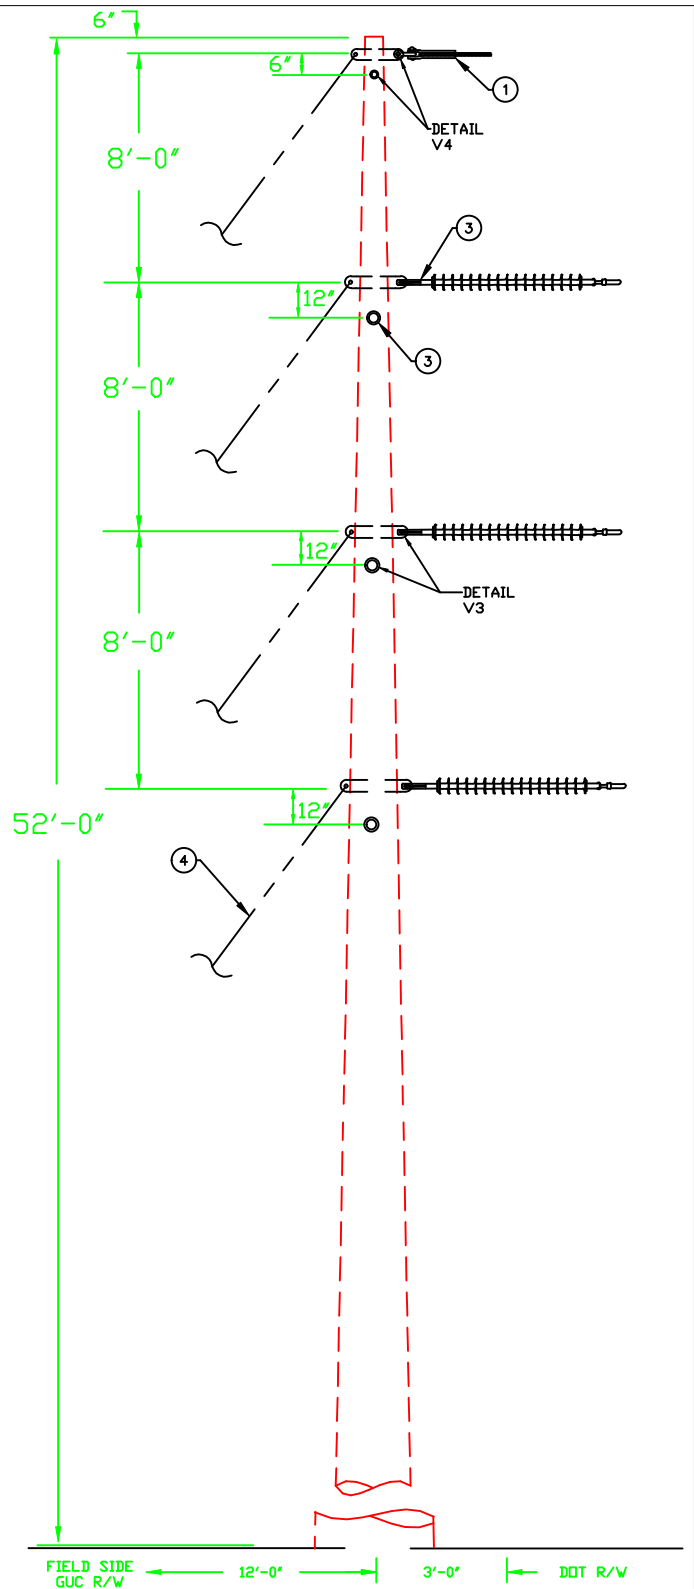 6"
6"
1
DETAIL
V4
8'-0"
3
12"
3
8'-0"
12"
DETAIL
V3
8'-0"
12"
52'-0"
4
FIELD SIDE
GUC R/W
12'-0"
3'-0"
DOT R/W